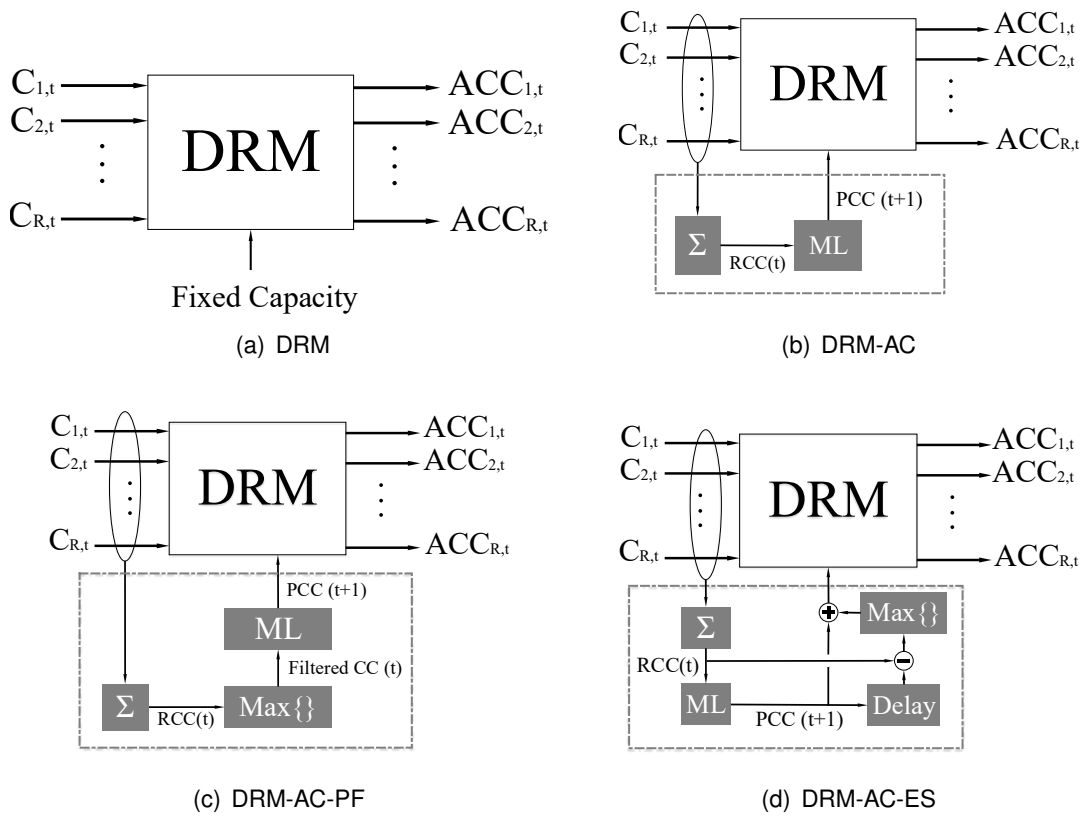 C1,t
C2,t
CR,t
DRM
ACC1,t
ACC2,t
ACCR,t
Fixed Capacity
(a) DRM
C1,t
C2,t
CR,t
DRM
ACC1,t
ACC2,t
ACCR,t
PCC (t+1)
Σ
RCC(t)
ML
(b) DRM-AC
C1,t
C2,t
CR,t
DRM
ACC1,t
ACC2,t
ACCR,t
PCC (t+1)
ML
Filtered CC (t)
Σ
RCC(t)
Max{}
(c) DRM-AC-PF
C1,t
C2,t
CR,t
DRM
ACC1,t
ACC2,t
ACCR,t
Σ
+
Max{}
RCC(t)
−
ML
PCC (t+1)
Delay
(d) DRM-AC-ES